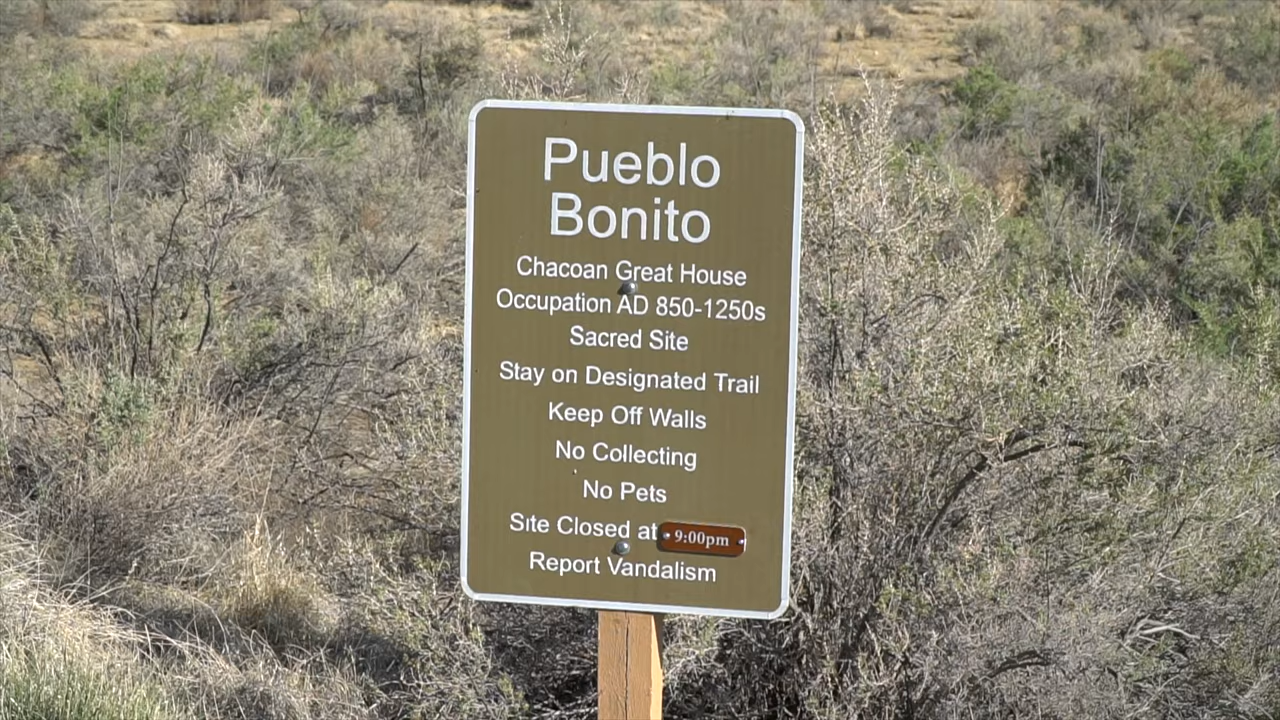 Pueblo
Bonito
Chacoan Great House
Occupation AD 850-1250s
Sacred Site
Stay on Designated Trail
Keep Off Walls
No Collecting
No Pets
Site Closed at 9:00pm
Report Vandalism